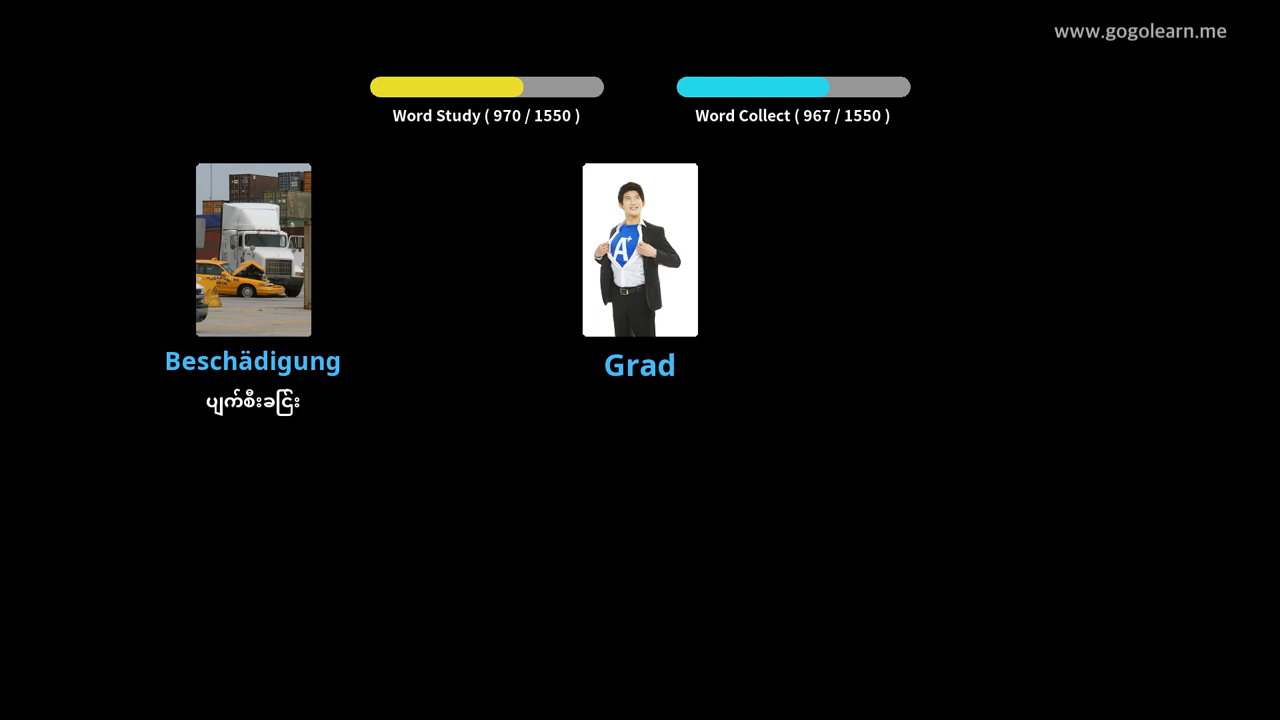 www.gogolearn.me
Word Study ( 970 / 1550 )
Word Collect ( 967 / 1550 )
A+
Beschädigung
Grad
ပျက်စီးခြင်း